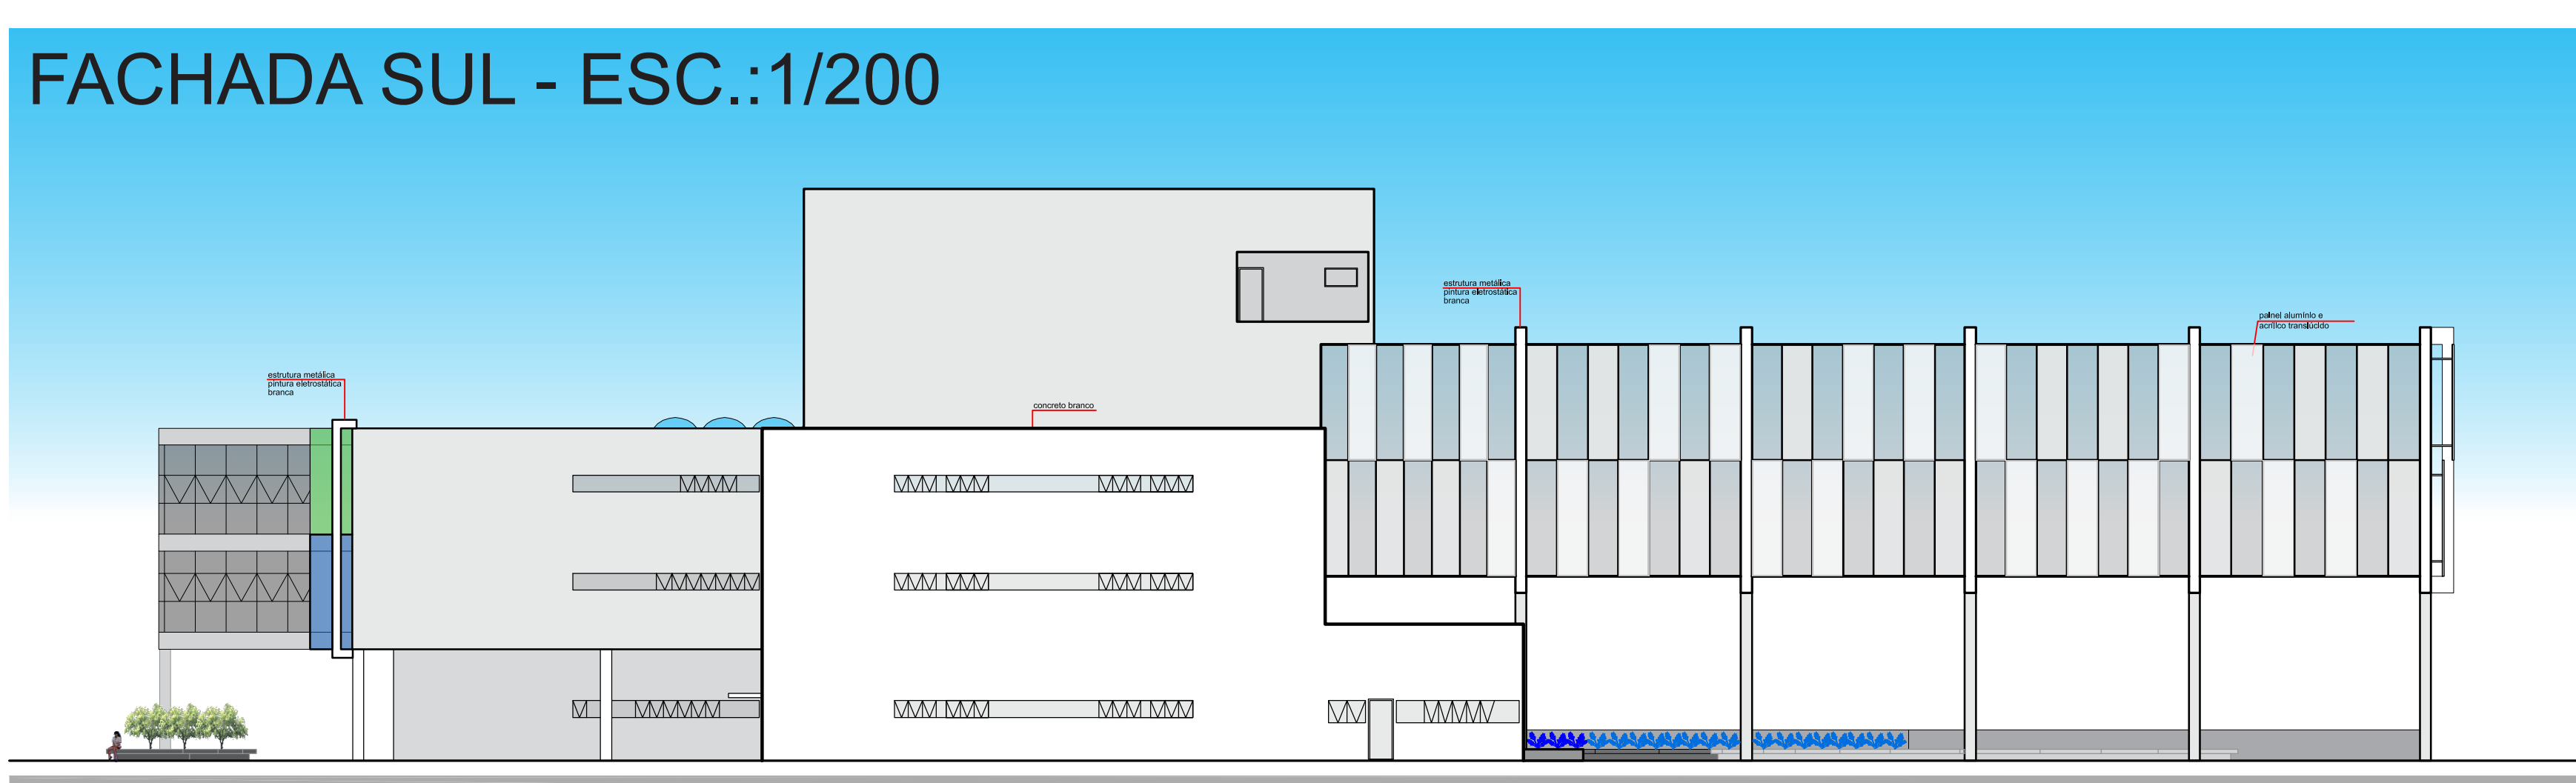 FACHADA SUL - ESC.:1/200
estrutura metálica
pintura eletrostática
branca
painel alumínio e
acrílico translúcido
estrutura metálica
pintura eletrostática
branca
concreto branco